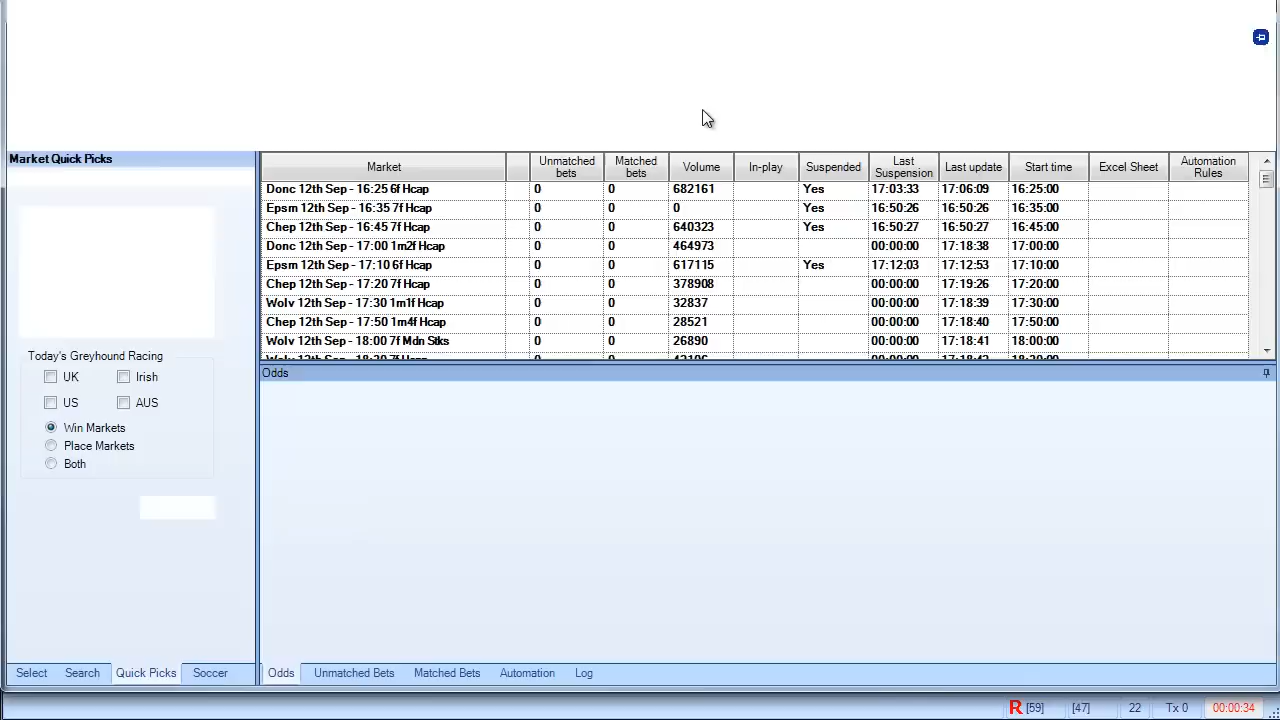 Market Quick Picks
Market Unmatched bets Matched bets Volume In-play Suspended Last Suspension Last update Start time Excel Sheet Automation Rules
Donc 12th Sep - 16:25 6f Hcap 0 0 682161 Yes 17:03:33 17:06:09 16:25:00
Epsm 12th Sep - 16:35 7f Hcap 0 0 0 Yes 16:50:26 16:50:26 16:35:00
Chep 12th Sep - 16:45 7f Hcap 0 0 640323 Yes 16:50:27 16:50:27 16:45:00
Donc 12th Sep - 17:00 1m2f Hcap 0 0 464973 00:00:00 17:18:38 17:00:00
Epsm 12th Sep - 17:10 6f Hcap 0 0 617115 Yes 17:12:03 17:12:53 17:10:00
Chep 12th Sep - 17:20 7f Hcap 0 0 378908 00:00:00 17:19:26 17:20:00
Wolv 12th Sep - 17:30 1m1f Hcap 0 0 32837 00:00:00 17:18:39 17:30:00
Chep 12th Sep - 17:50 1m4f Hcap 0 0 28521 00:00:00 17:18:40 17:50:00
Wolv 12th Sep - 18:00 7f Mdn Stks 0 0 26890 00:00:00 17:18:41 18:00:00
Today's Greyhound Racing
UK Irish
US AUS
Win Markets
Place Markets
Both
Odds
Select Search Quick Picks Soccer
Odds Unmatched Bets Matched Bets Automation Log
R [59] [47] 22 Tx 0 00:00:34